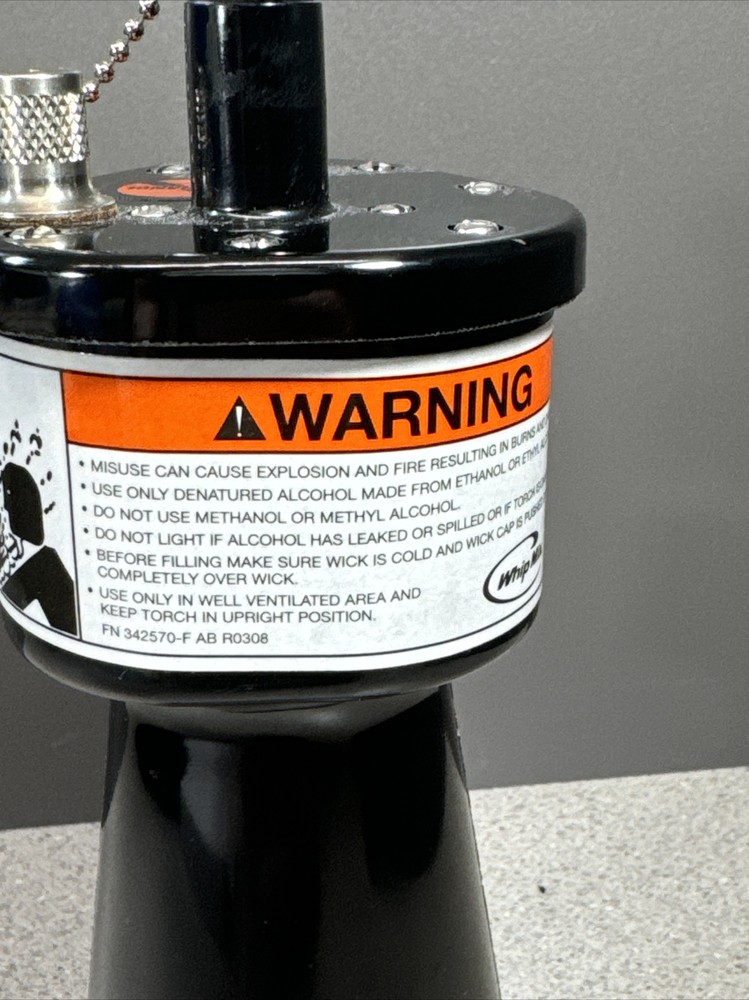 WARNING
• MISUSE CAN CAUSE EXPLOSION AND FIRE RESULTING IN BURNS AND
• USE ONLY DENATURED ALCOHOL MADE FROM ETHANOL OR ETHYL
• DO NOT USE METHANOL OR METHYL ALCOHOL.
• DO NOT LIGHT IF ALCOHOL HAS LEAKED OR SPILLED OR IF TORCH
• BEFORE FILLING MAKE SURE WICK IS COLD AND WICK CAP IS PUSHED
COMPLETELY OVER WICK.
Whip
• USE ONLY IN WELL VENTILATED AREA AND
KEEP TORCH IN UPRIGHT POSITION.
FN 342570-F AB R0308